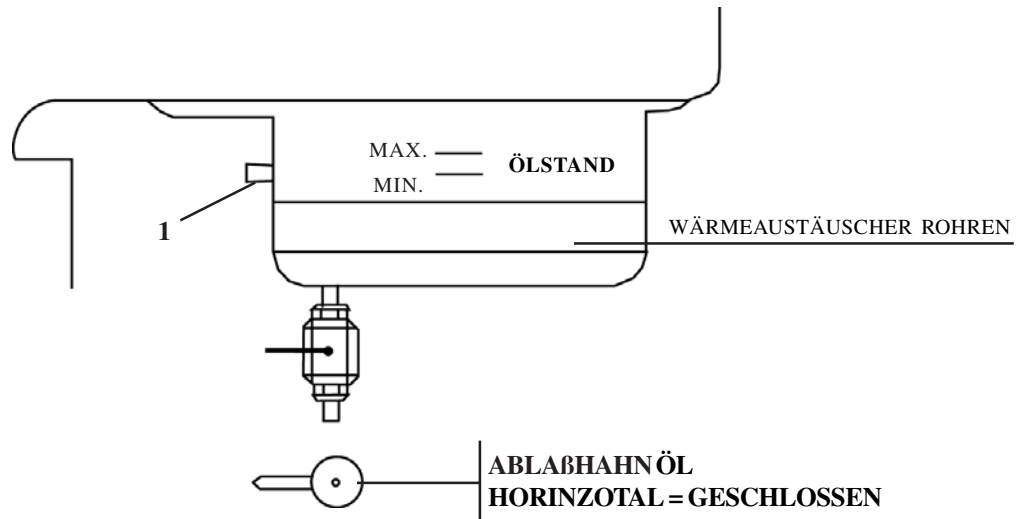 MAX.
ÖLSTAND
MIN.
1
WÄRMEAUSTÄUSCHER ROHREN
ABLAßHAHN ÖL
HORINZOTAL = GESCHLOSSEN